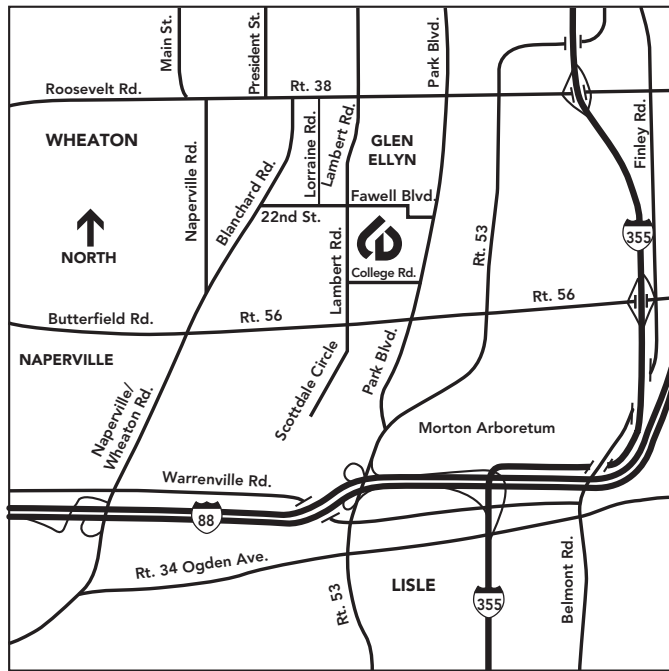 Main St.
President St.
Park Blvd.
Roosevelt Rd.
Rt. 38
WHEATON
Naperville Rd.
Blanchard Rd.
Lorraine Rd.
Lambert Rd.
GLEN
ELLYN
Finley Rd.
Fawell Blvd.
22nd St.
NORTH
Lambert Rd.
College Rd.
Rt. 53
355
Butterfield Rd.
Rt. 56
Rt. 56
NAPERVILLE
Naperville/
Wheaton Rd.
Scottdale Circle
Park Blvd.
Morton Arboretum
Warrenville Rd.
88
Rt. 34 Ogden Ave.
Rt. 53
LISLE
355
Belmont Rd.